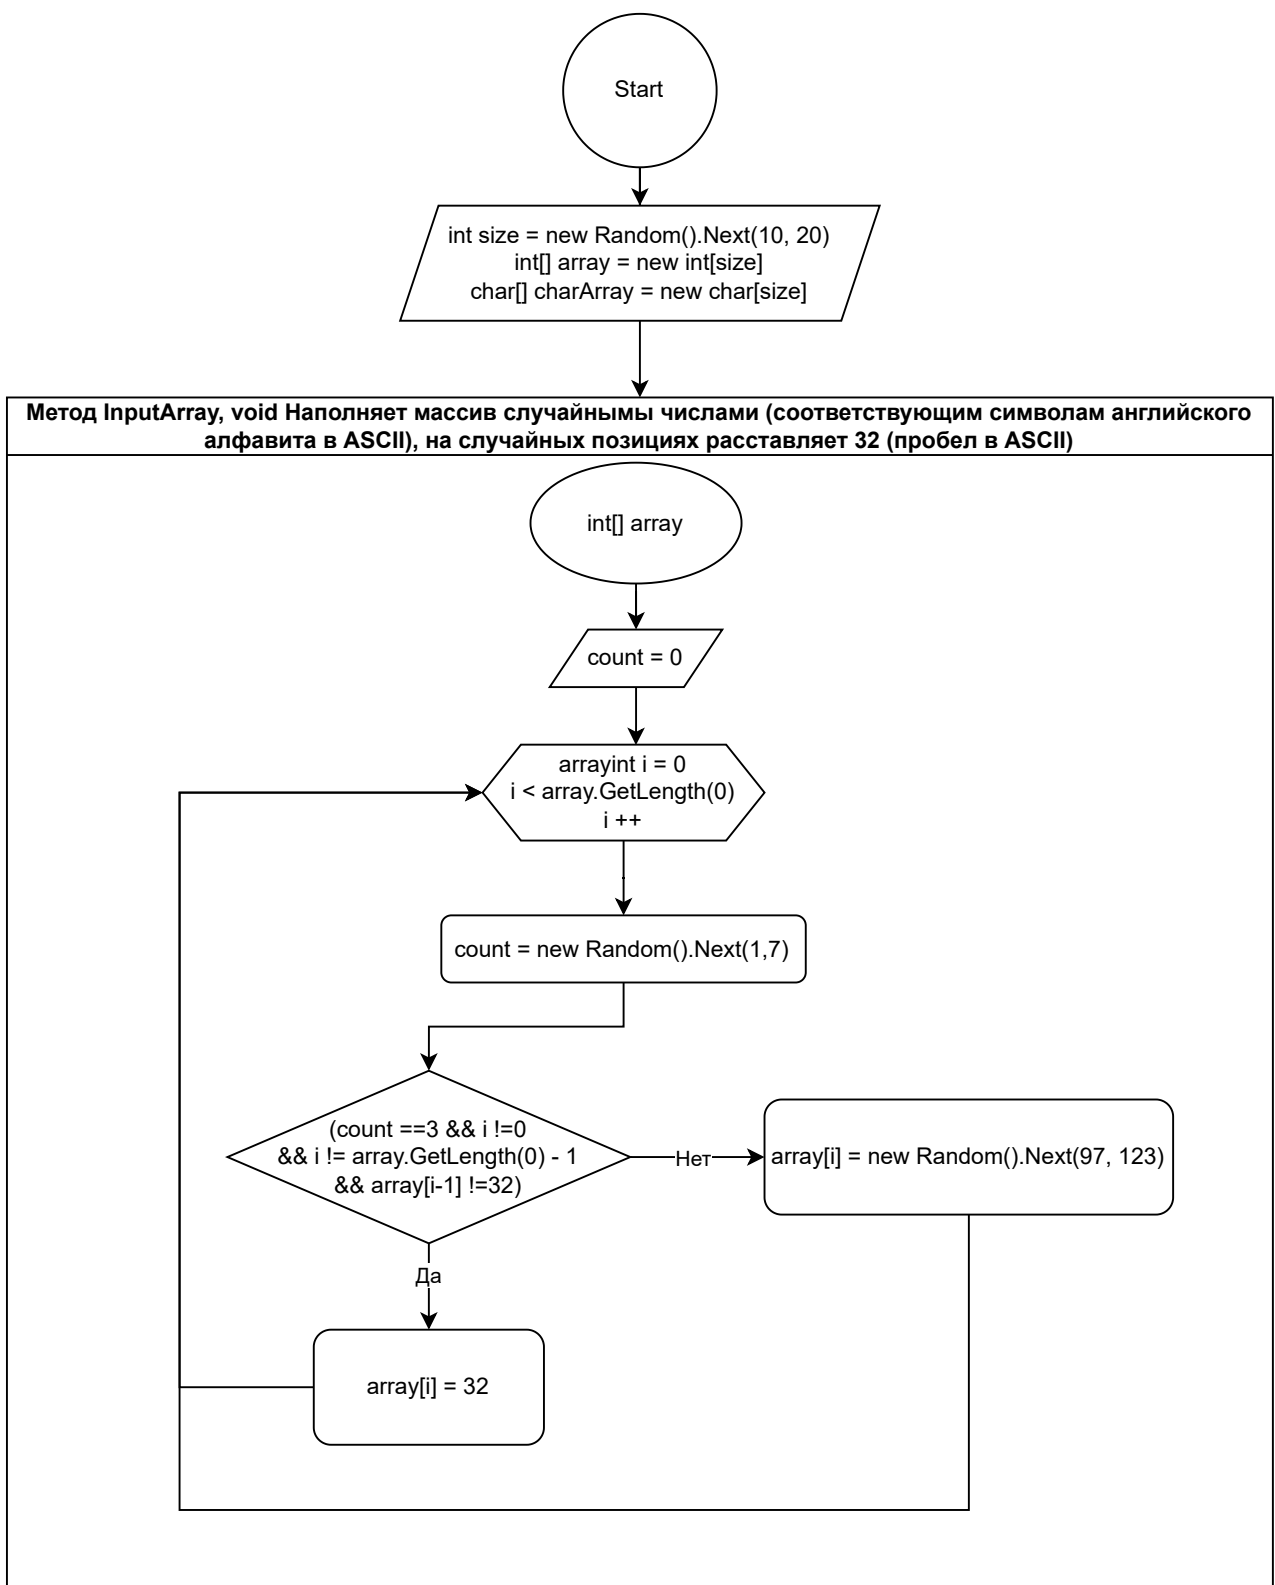 Start
int size = new Random().Next(10, 20)
int[] array = new int[size]
char[] charArray = new char[size]
Метод InputArray, void Наполняет массив случайнымы числами (соответствующим символам английского
алфавита в ASCII), на случайных позициях расставляет 32 (пробел в ASCII)
int[] array
count = 0
arrayint i = 0
i < array.GetLength(0)
i ++
count = new Random().Next(1,7)
(count ==3 && i !=0
&& i != array.GetLength(0) - 1
&& array[i-1] !=32)
Нет
array[i] = new Random().Next(97, 123)
Да
array[i] = 32